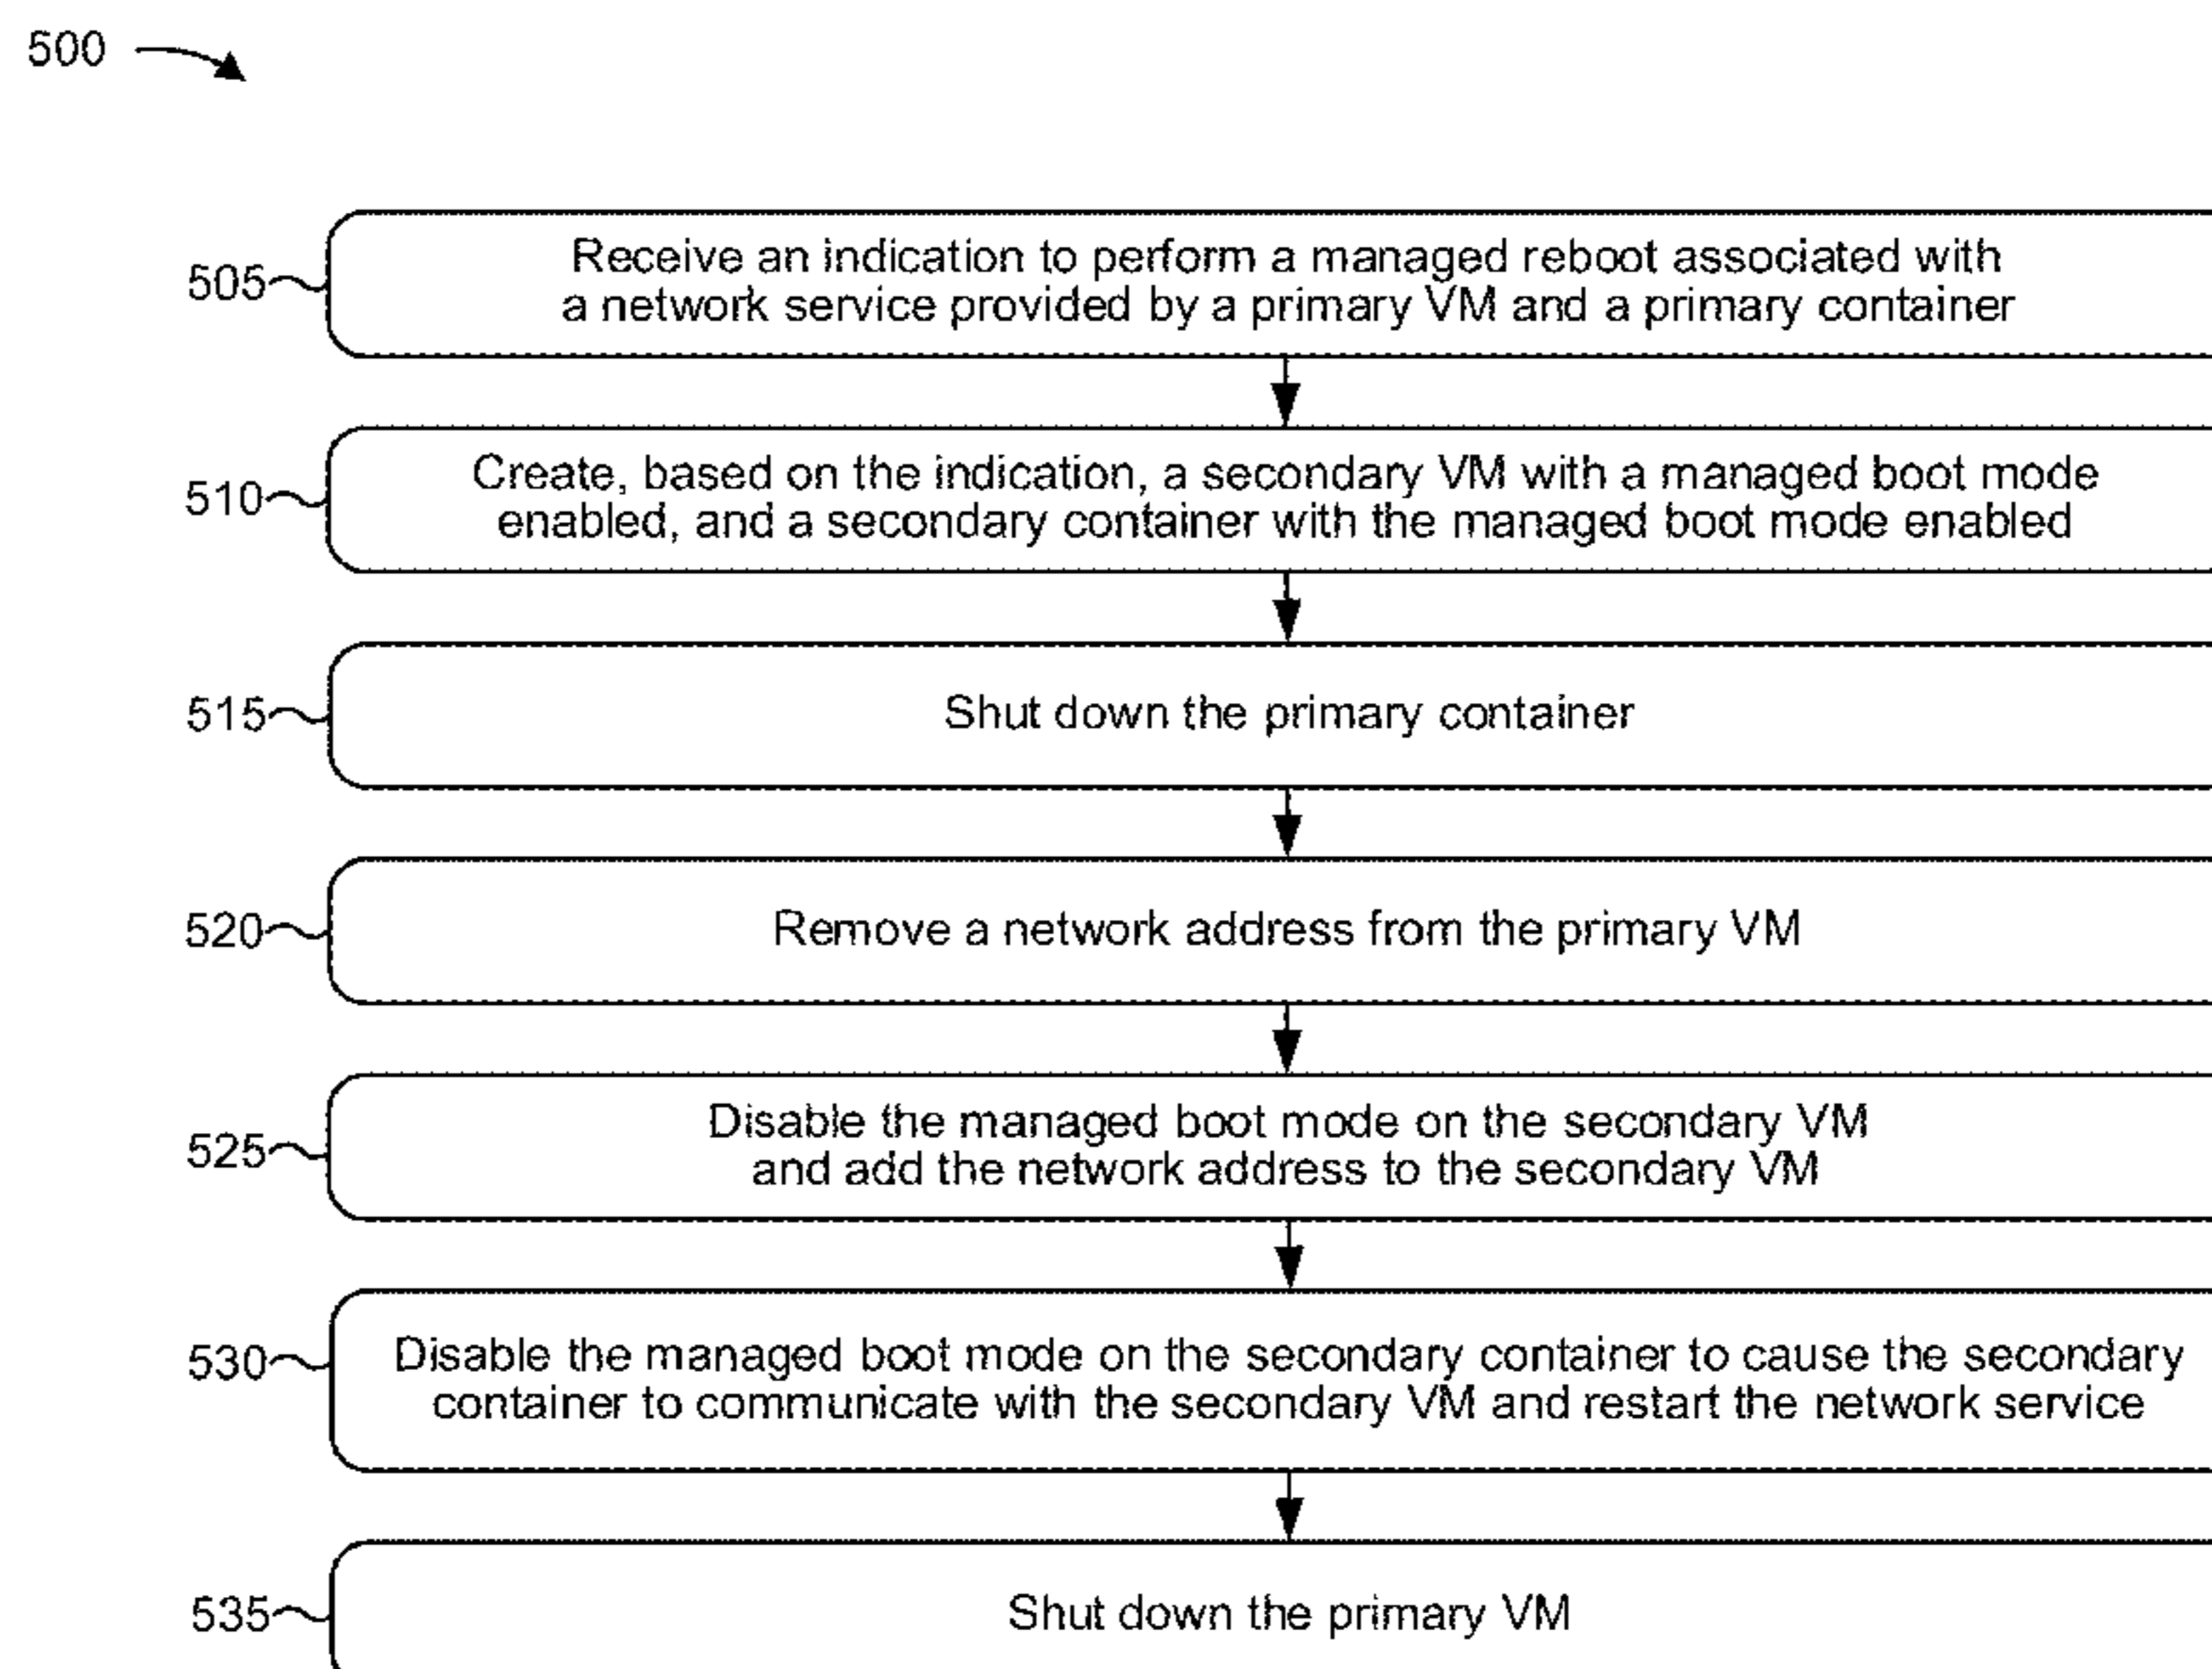 500
505
Receive an indication to perform a managed reboot associated with
a network service provided by a primary VM and a primary container
510
Create, based on the indication, a secondary VM with a managed boot mode
enabled, and a secondary container with the managed boot mode enabled
515
Shut down the primary container
520
Remove a network address from the primary VM
525
Disable the managed boot mode on the secondary VM
and add the network address to the secondary VM
530
Disable the managed boot mode on the secondary container to cause the secondary
container to communicate with the secondary VM and restart the network service
535
Shut down the primary VM